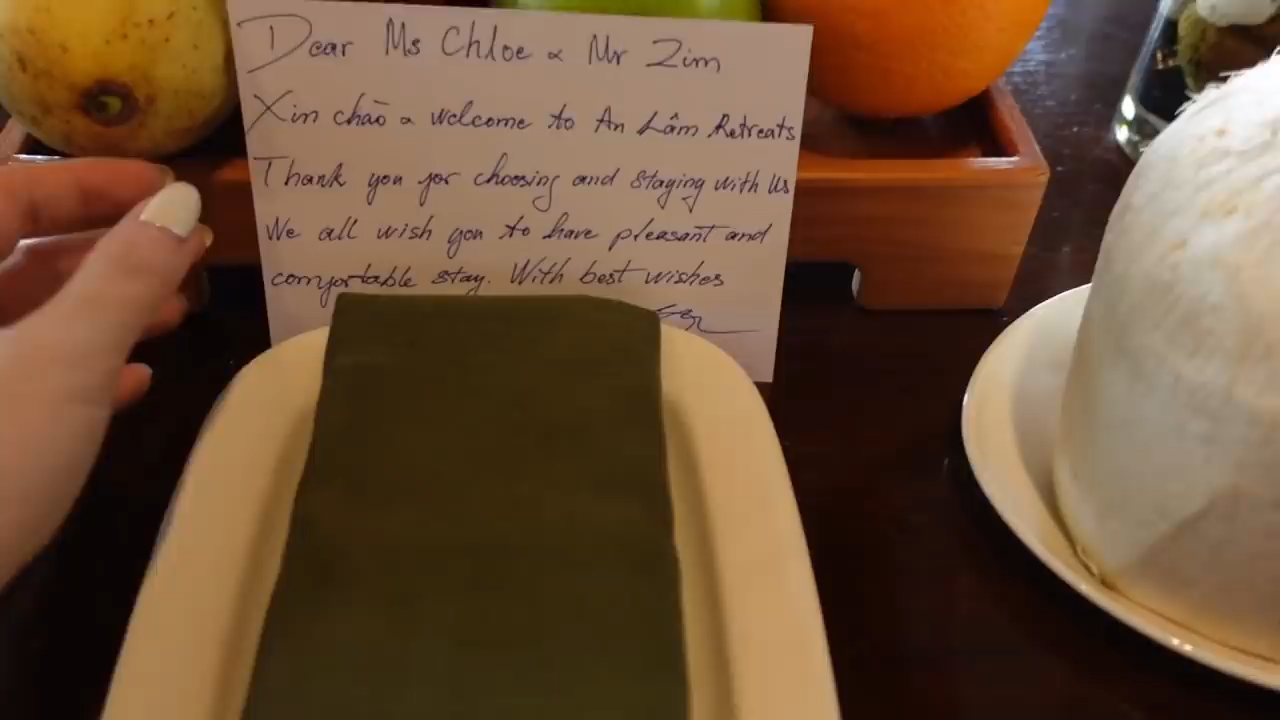 Dear Ms Chloe & Mr Zim
Xin chào & welcome to An Lâm Retreats
Thank you for choosing and staying with us
We all wish you to have pleasant and
comfortable stay. With best wishes